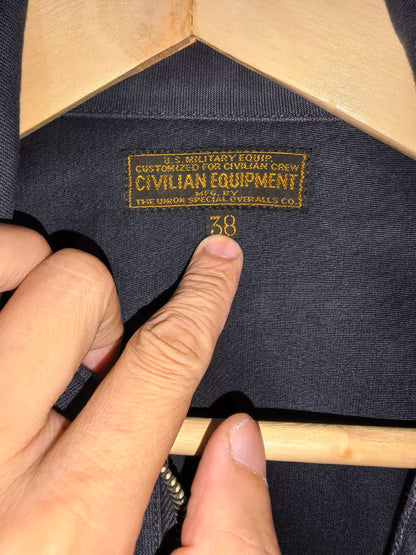 U.S. MILITARY EQUIP.
CUSTOMIZED FOR CIVILIAN CREW
CIVILIAN EQUIPMENT
MFG. BY
THE UNION SPECIAL OVERALLS CO.
38